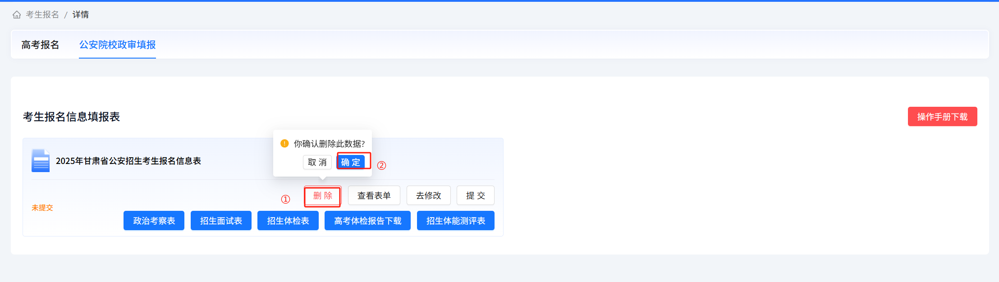 考生报名 / 详情
高考报名 公安院校政审填报
考生报名信息填报表 操作手册下载
! 你确认删除此数据?
取 消 确 定 ②
2025年甘肃省公安招生考生报名信息表
① 删 除 查看表单 去修改 提 交
未提交
政治考察表 招生面试表 招生体检表 高考体检报告下载 招生体能测评表